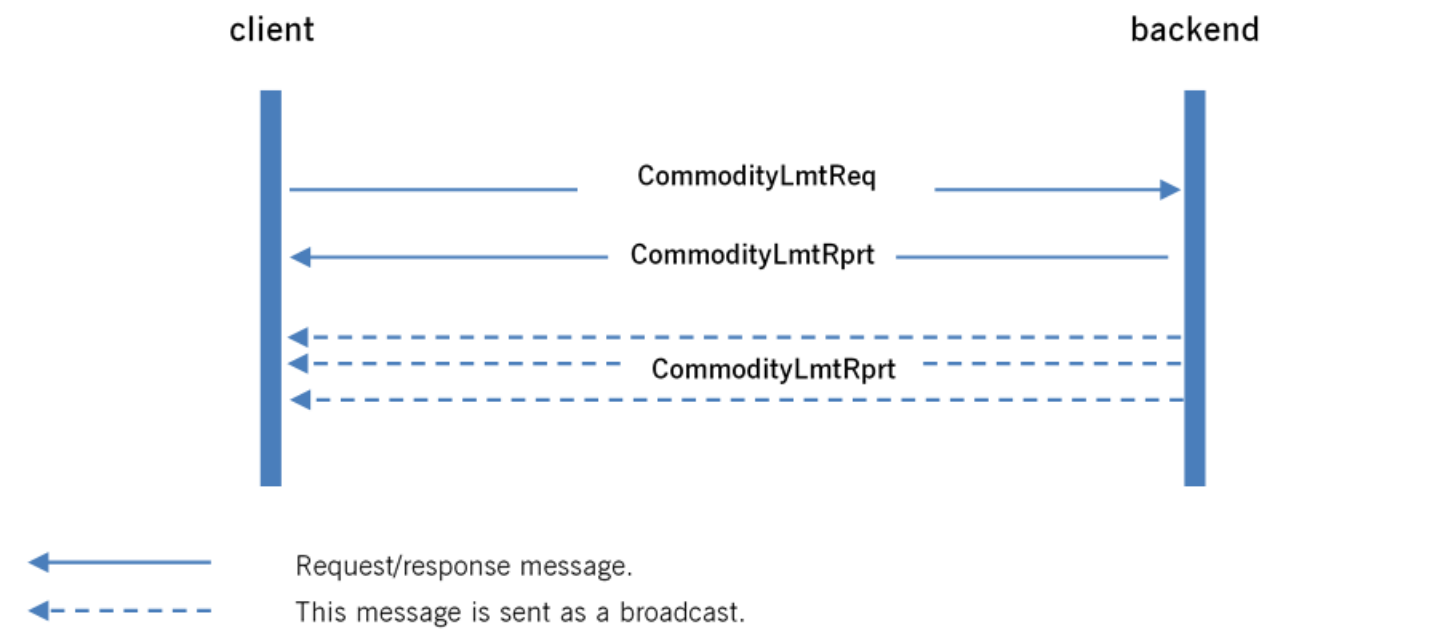 client
backend
CommodityLmtReq
CommodityLmtRprt
CommodityLmtRprt
Request/response message.
This message is sent as a broadcast.